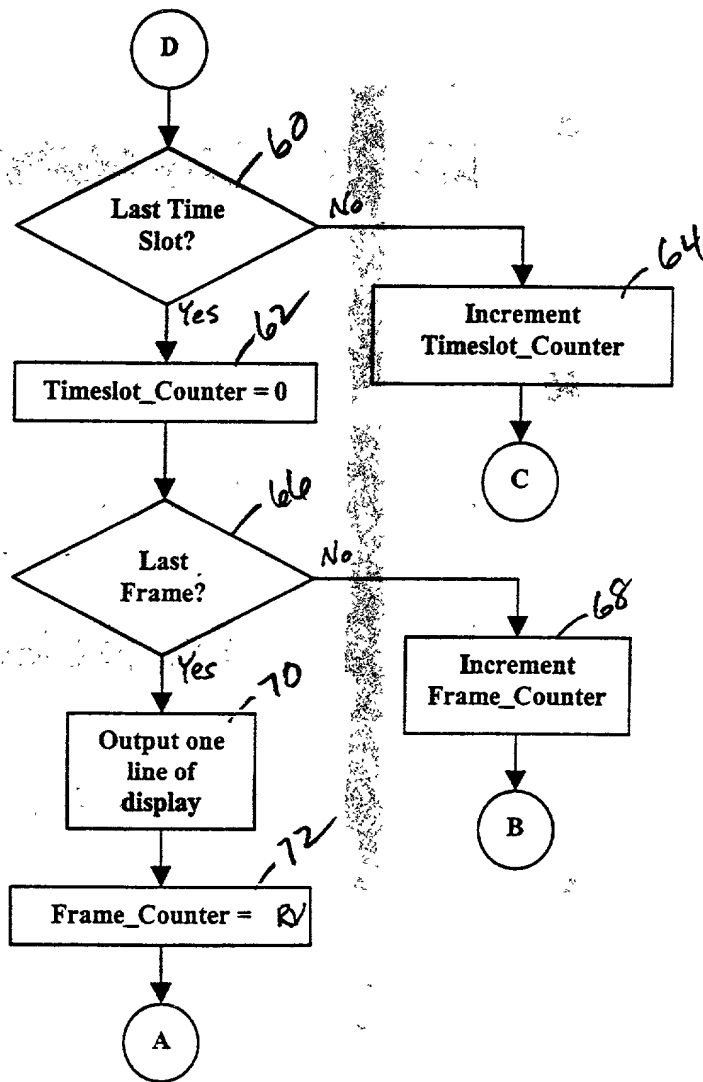 D
60
Last Time
Slot?
No
64
Yes
62
Increment
Timeslot_Counter
Timeslot_Counter = 0
C
66
Last
Frame?
No
68
Yes
70
Increment
Frame_Counter
Output one
line of
display
B
72
Frame_Counter = RV
A